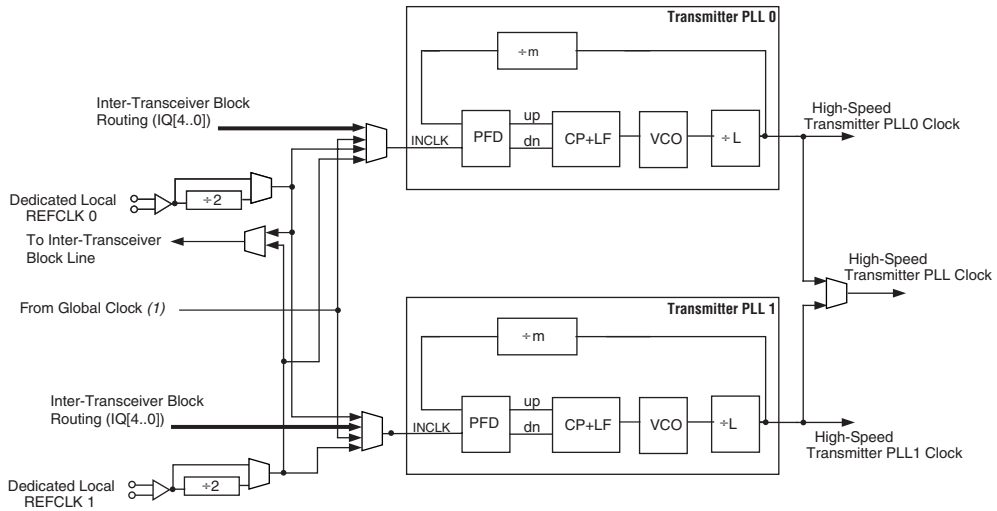 Transmitter PLL 0
÷m
Inter-Transceiver Block
Routing (IQ[4..0])
INCLK
PFD
up
dn
CP+LF
VCO
÷L
High-Speed
Transmitter PLL0 Clock
÷2
Dedicated Local
REFCLK 0
To Inter-Transceiver
Block Line
High-Speed
Transmitter PLL Clock
From Global Clock (1)
Transmitter PLL 1
÷m
Inter-Transceiver Block
Routing (IQ[4..0])
INCLK
PFD
up
dn
CP+LF
VCO
÷L
High-Speed
Transmitter PLL1 Clock
÷2
Dedicated Local
REFCLK 1